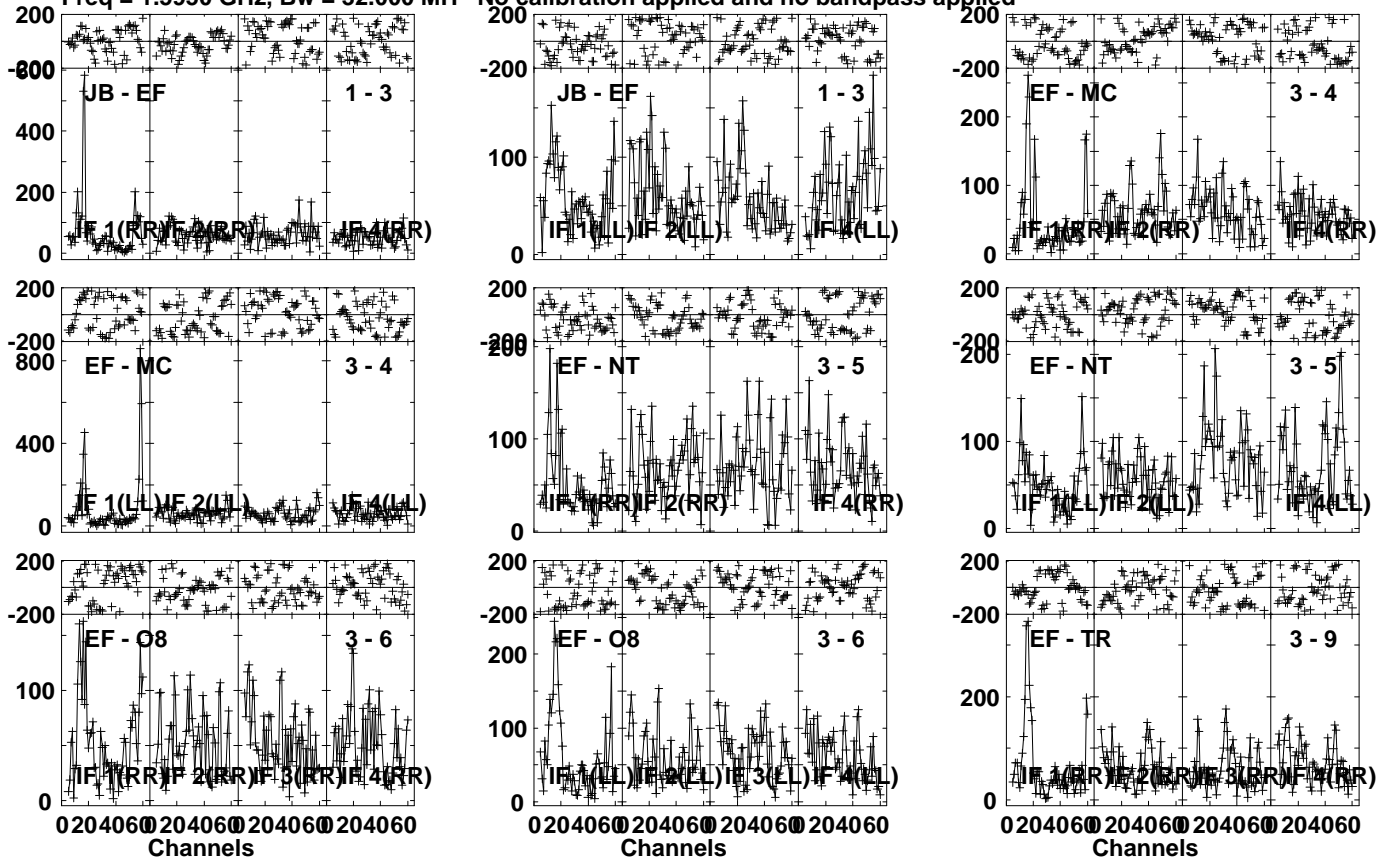 Freq = 1.5950 GHz, Bw = 32.000 MH No calibration applied and no bandpass applied
200
-200
600
400
200
0
JB - EF 1 - 3
IF 1(RR) IF 2(RR) IF 4(RR)
200
-200
100
0
JB - EF 1 - 3
IF 1(LL) IF 2(LL) IF 4(LL)
200
-200
200
100
0
EF - MC 3 - 4
IF 1(RR) IF 2(RR) IF 4(RR)
200
-200
800
400
0
EF - MC 3 - 4
IF 1(LL) IF 2(LL) IF 4(LL)
200
-200
200
100
0
EF - NT 3 - 5
IF 1(RR) IF 2(RR) IF 4(RR)
200
-200
200
100
0
EF - NT 3 - 5
IF 1(LL) IF 2(LL) IF 4(LL)
200
-200
100
0
EF - O8 3 - 6
IF 1(RR) IF 2(RR) IF 3(RR) IF 4(RR)
200
-200
200
100
0
EF - O8 3 - 6
IF 1(LL) IF 2(LL) IF 3(LL) IF 4(LL)
200
-200
200
0
EF - TR 3 - 9
IF 1(RR) IF 2(RR) IF 3(RR) IF 4(RR)
0 20 40 60 0 20 40 60 0 20 40 60 0 20 40 60
Channels
0 20 40 60 0 20 40 60 0 20 40 60 0 20 40 60
Channels
0 20 40 60 0 20 40 60 0 20 40 60 0 20 40 60
Channels